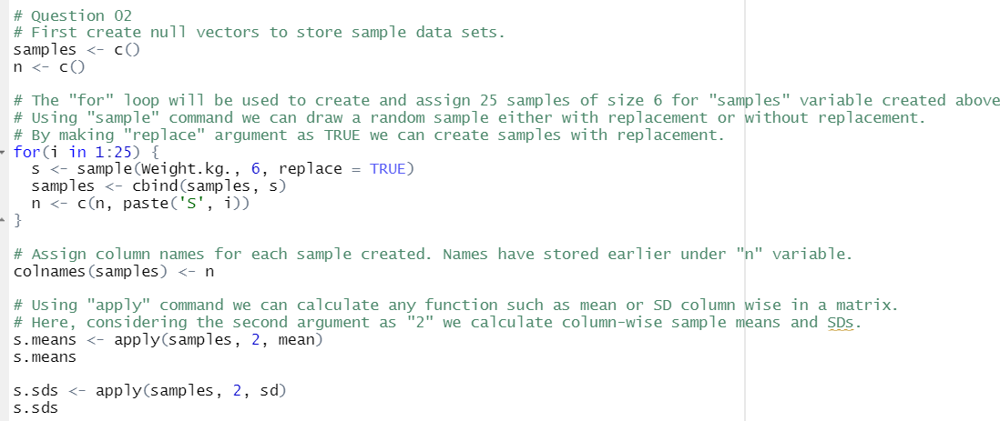 # Question 02
# First create null vectors to store sample data sets.
samples <- c()
n <- c()
# The "for" loop will be used to create and assign 25 samples of size 6 for "samples" variable created above
# Using "sample" command we can draw a random sample either with replacement or without replacement.
# By making "replace" argument as TRUE we can create samples with replacement.
for(i in 1:25) {
  s <- sample(Weight.kg., 6, replace = TRUE)
  samples <- cbind(samples, s)
  n <- c(n, paste('S', i))
}
# Assign column names for each sample created. Names have stored earlier under "n" variable.
colnames(samples) <- n
# Using "apply" command we can calculate any function such as mean or SD column wise in a matrix.
# Here, considering the second argument as "2" we calculate column-wise sample means and SDs.
s.means <- apply(samples, 2, mean)
s.means
s.sds <- apply(samples, 2, sd)
s.sds